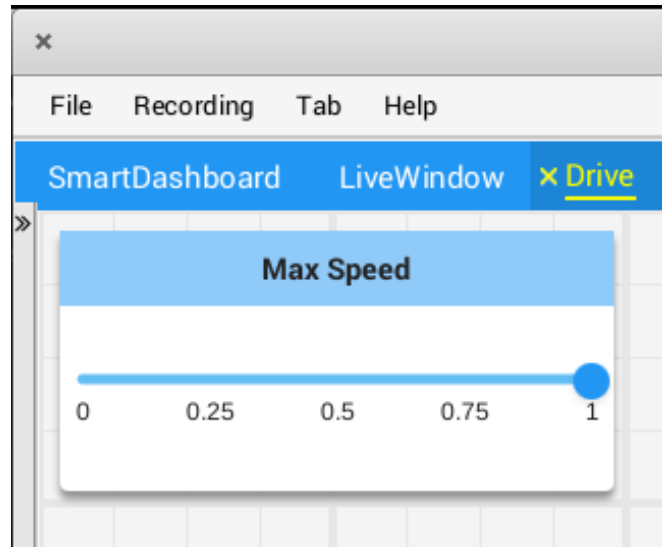 File Recording Tab Help
SmartDashboard LiveWindow × Drive
»
Max Speed
0 0.25 0.5 0.75 1